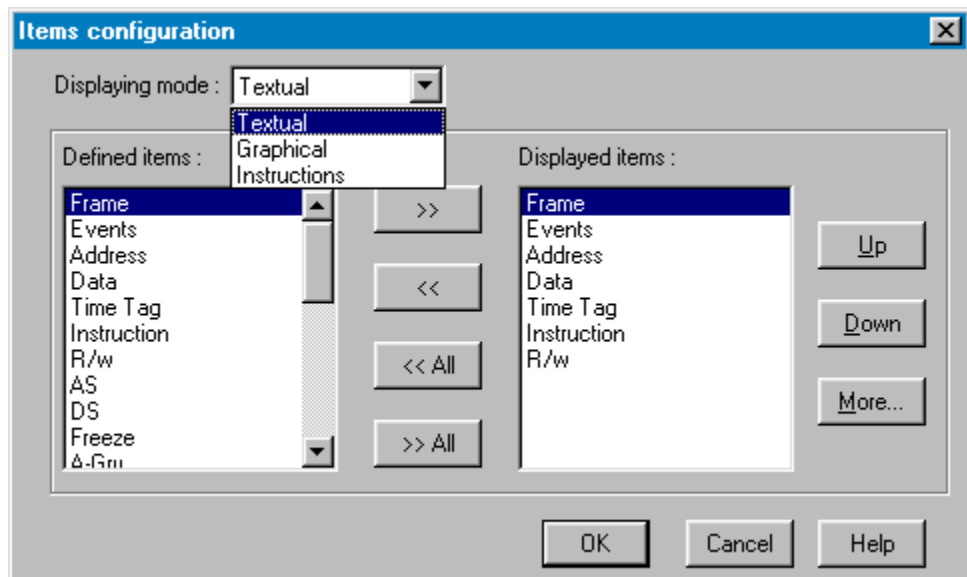 Items configuration
Displaying mode : Textual
Textual
Graphical
Instructions
Defined items :
Frame
Events
Address
Data
Time Tag
Instruction
R/w
AS
DS
Freeze
>>
<<
<< All
>> All
Displayed items :
Frame
Events
Address
Data
Time Tag
Instruction
R/w
Up
Down
More...
OK
Cancel
Help